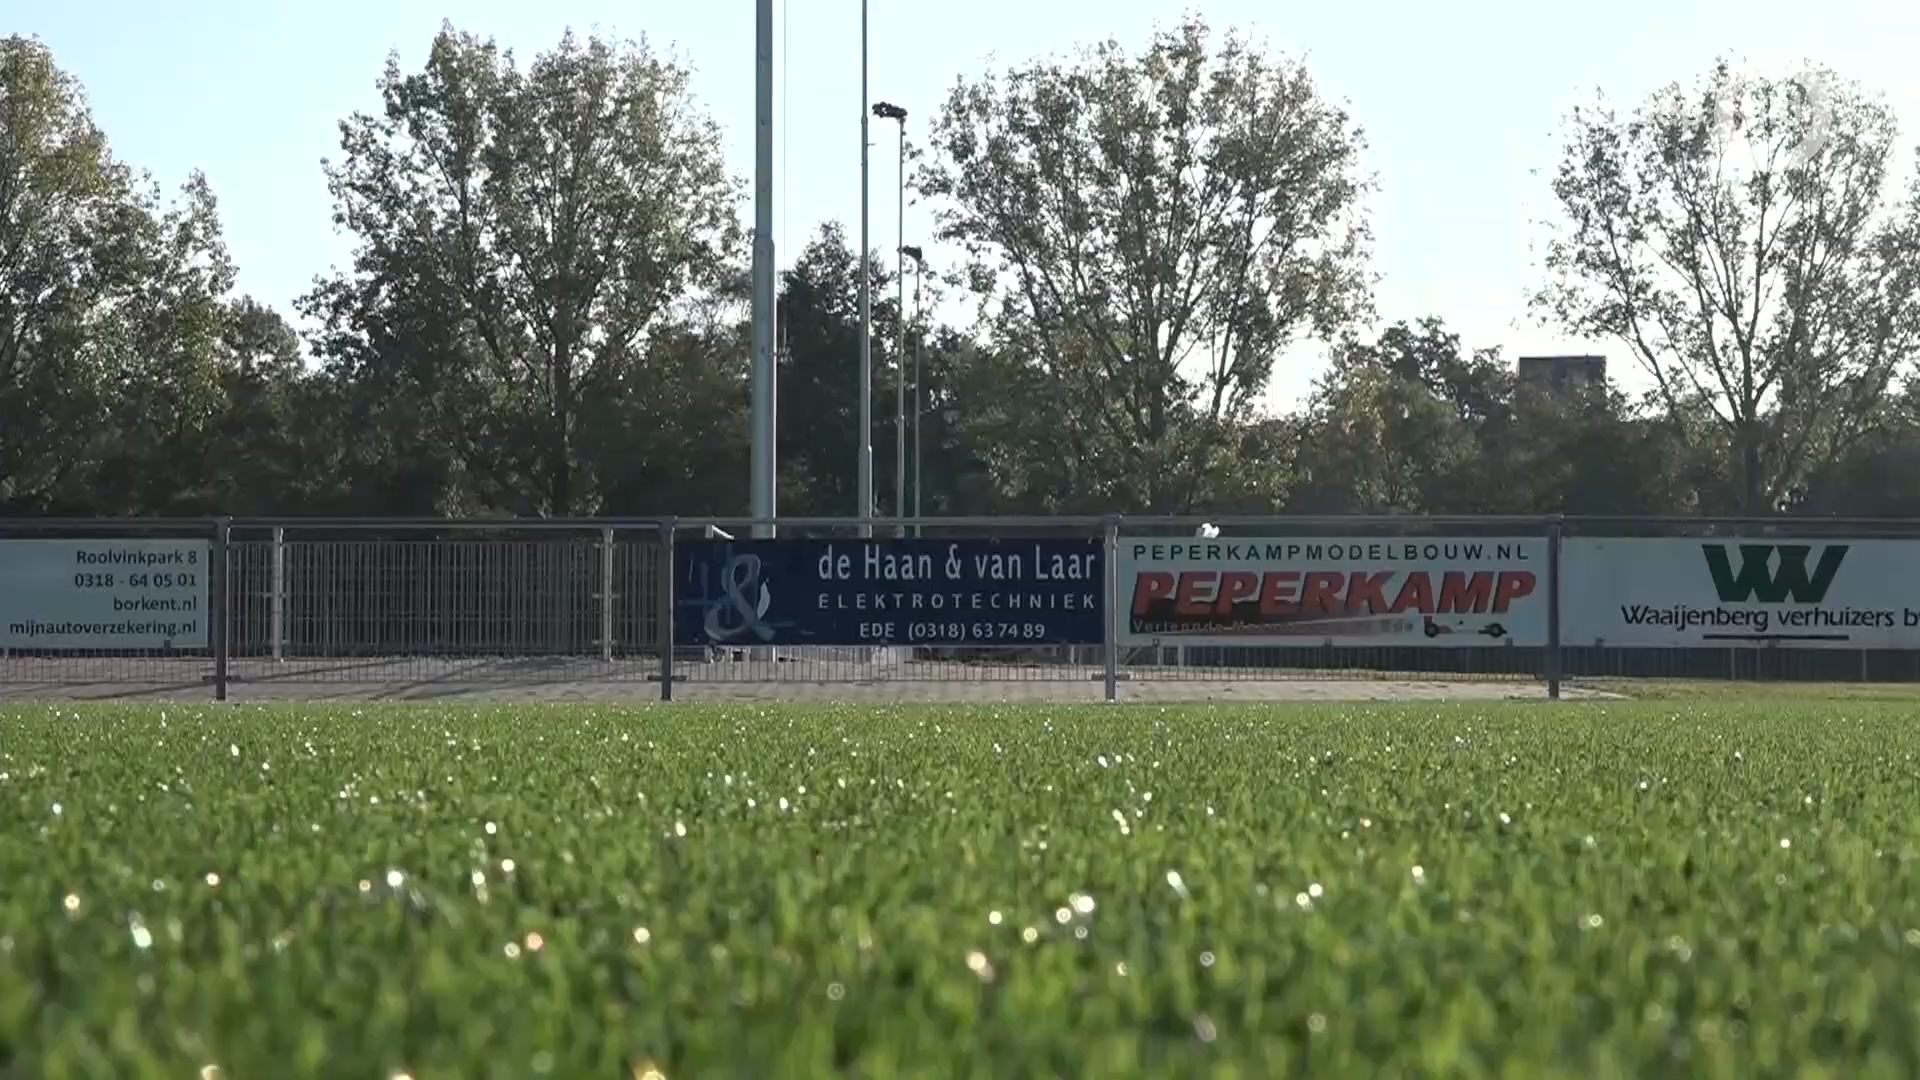 Roolvinkpark 8
0318 - 64 05 01
borkent.nl
mijnautoverzekering.nl
de Haan & van Laar
ELEKTROTECHNIEK
EDE (0318) 63 74 89
PEPERKAMPMODELBOUW.NL
PEPERKAMP
Waaijenberg verhuizers bv